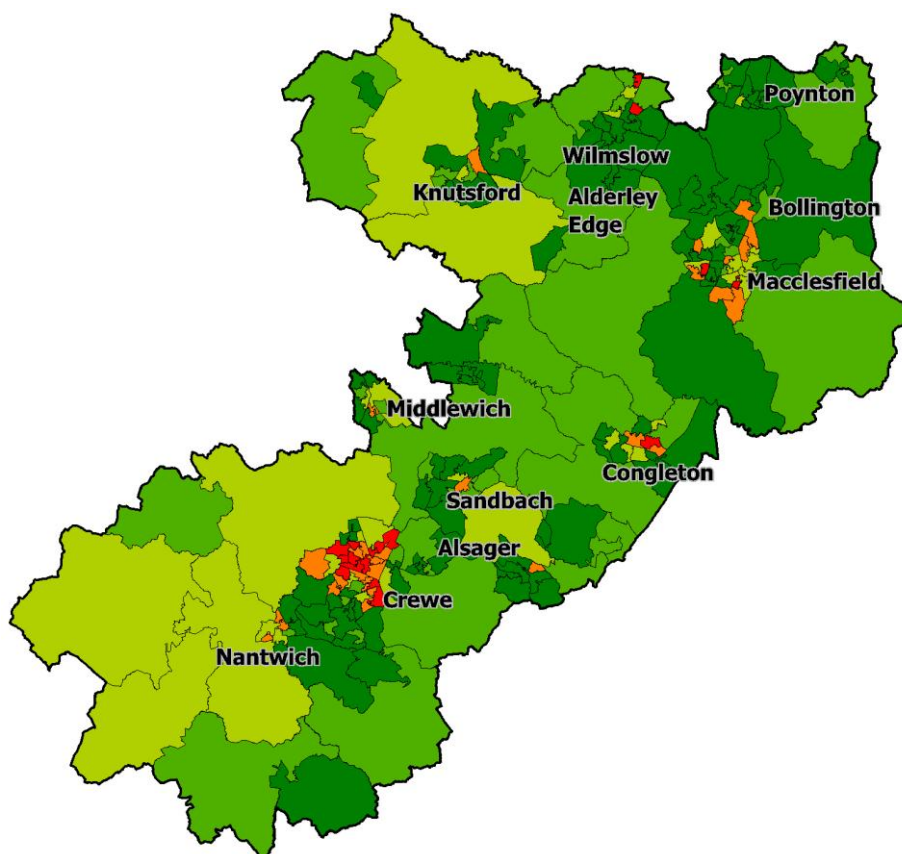 Poynton
Wilmslow
Knutsford
Alderley
Edge
Bollington
Macclesfield
Middlewich
Congleton
Sandbach
Alsager
Crewe
Nantwich